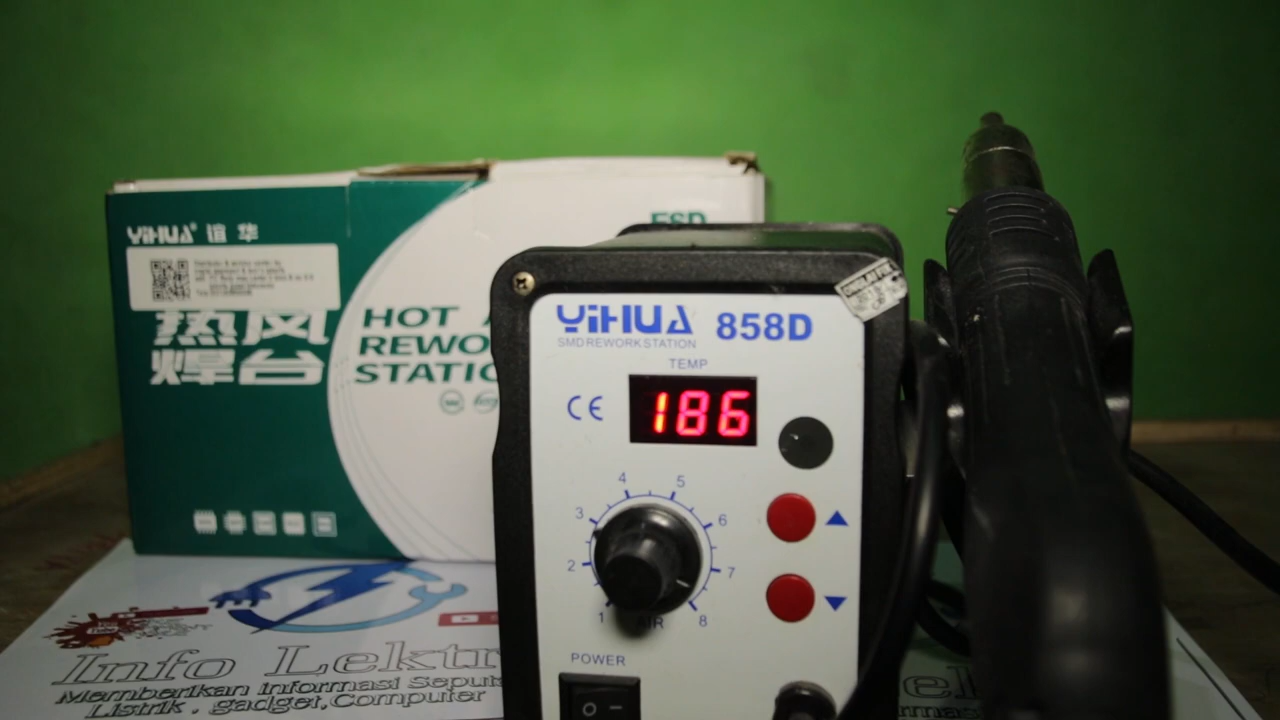 YIHUA® 谊华
热风
焊台
HOT
REWO
STATIO
ESD
YIHUA 858D
SMD REWORK STATION
TEMP
CE
186
1
2
3
4
5
6
7
8
AIR
POWER
Info Lektr
Memberikan informasi Seput
Listrik , gadget,Computer